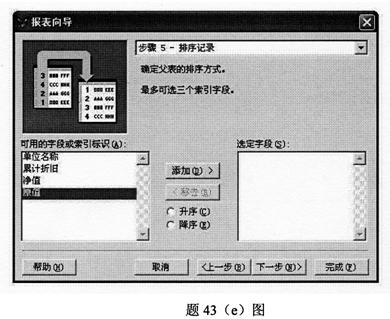 报表向导
步骤 5 - 排序记录
确定父表的排序方式。
最多可选三个索引字段。
3 BBB FFF
4 CCC HHH
2 AAA GGG
1 DDD EEE
1 DDD EEE
2 AAA GGG
3 BBB FFF
4 CCC HHH
可用的字段或索引标识(A):
选定字段(S):
单位名称
累计折旧
净值
原值
添加(D) >
< 移去(R)
升序(C)
降序(E)
帮助(H)
取消
<上一步(B)
下一步(N)>
完成(F)
题 43（e）图